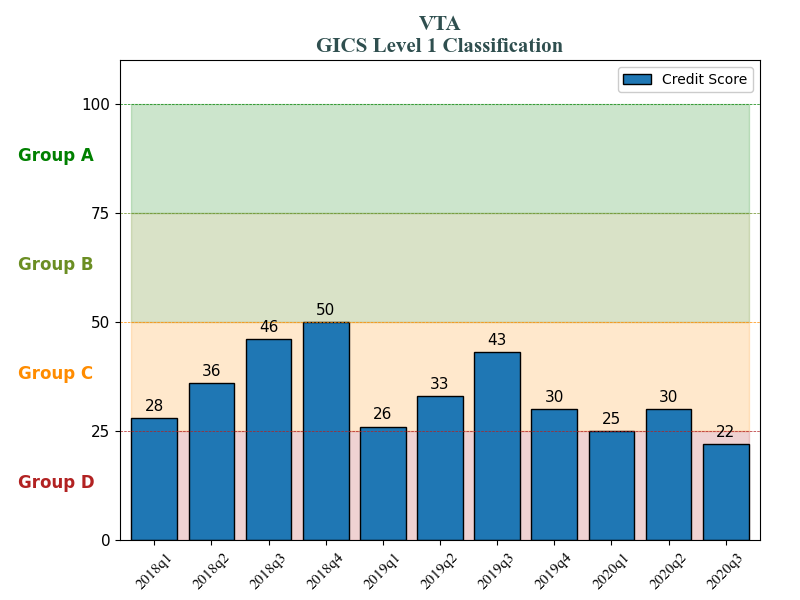 VTA
GICS Level 1 Classification
Credit Score
100
Group A
75
Group B
50
50
46
43
36
Group C
33
30
30
28
26
25
25
22
Group D
0
2018q1
2018q2
2018q3
2018q4
2019q1
2019q2
2019q3
2019q4
2020q1
2020q2
2020q3